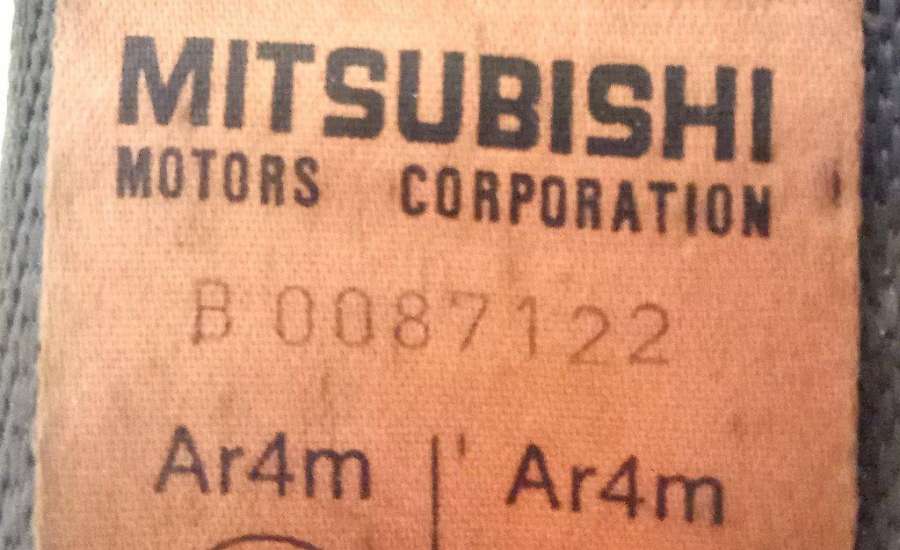 MITSUBISHI
MOTORS CORPORATION
B 0087122
Ar4m Ar4m